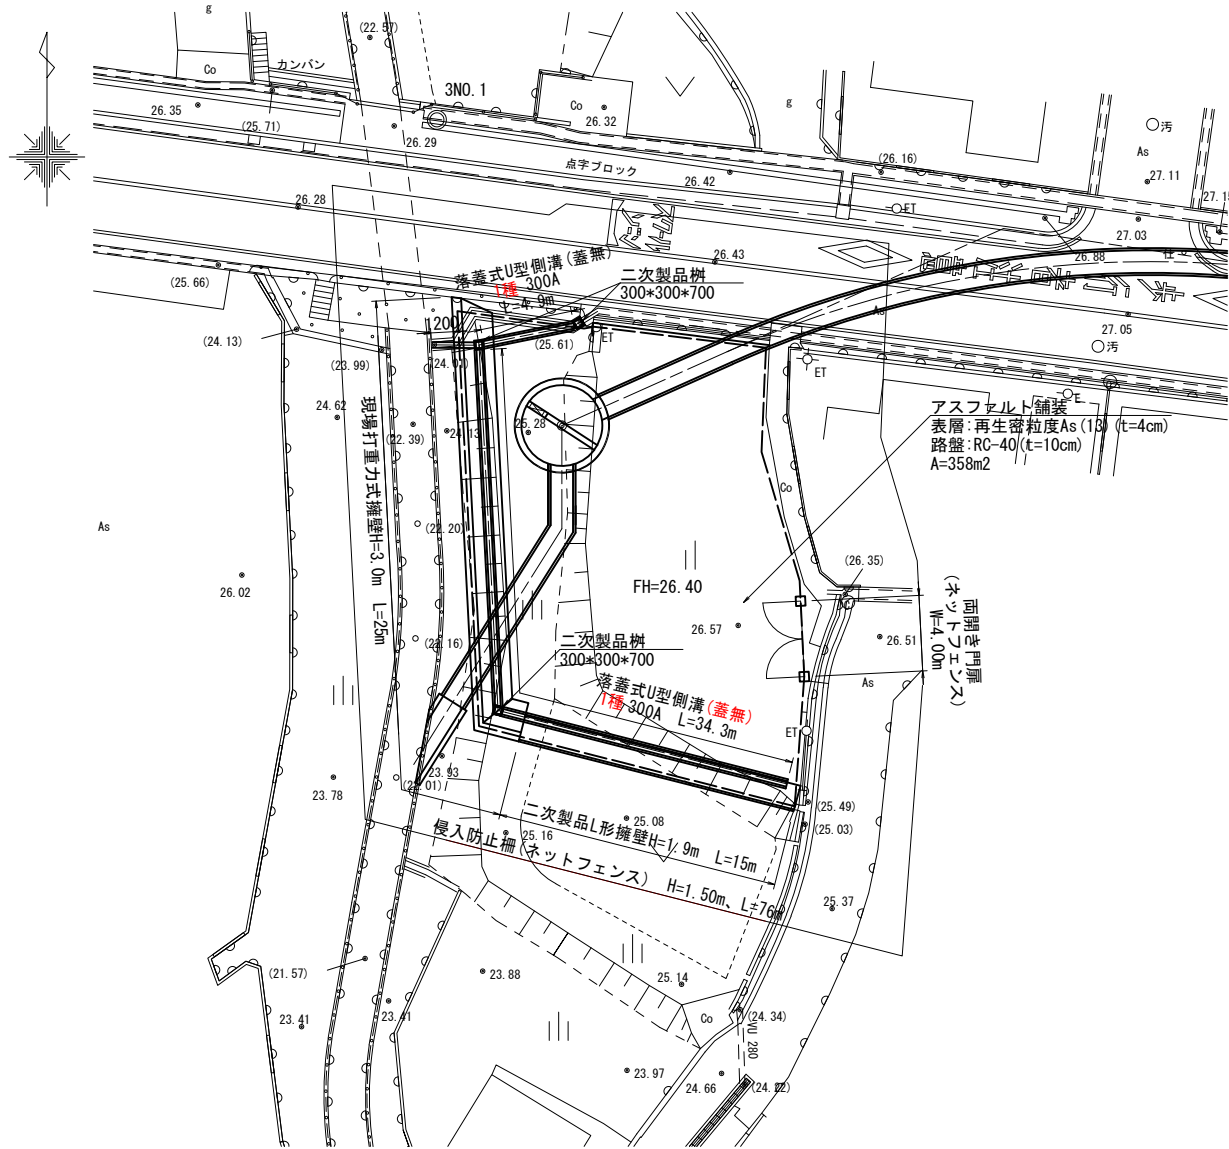 g
(22.57)
Co
カンバン
3NO.1
26.35
(25.71)
26.29
Co
26.32
g
汚
As
点字ブロック
26.42
(26.16)
27.11
27.15
26.28
ET
27.03
26.88
26.43
(25.66)
落蓋式U型側溝(蓋無)
1種 300A
L=4.9m
二次製品桝
300*300*700
As
27.05
200
(24.13)
(25.61)
ET
汚
(23.99)
(24.07)
ET
E
24.62
(22.39)
24.13
25.28
アスファルト舗装
表層:再生密粒度As(13)(t=4cm)
路盤:RC-40(t=10cm)
A=358m2
現場打重力式擁壁H=3.0m L=25m
Co
As
(22.20)
(26.35)
26.02
FH=26.40
両開き門扉
(ネットフェンス)
W=4.00m
26.57
26.51
(22.16)
二次製品桝
300*300*700
As
落蓋式U型側溝(蓋無)
1種 300A L=34.3m
ET
23.93
23.78
(22.01)
(25.49)
(25.03)
25.08
25.16
二次製品L形擁壁H=1.9m L=15m
侵入防止柵(ネットフェンス) H=1.50m、L=76m
25.37
(21.57)
23.88
25.14
23.41
23.41
Co
(24.34)
VU 280
23.97
24.66
(24.22)